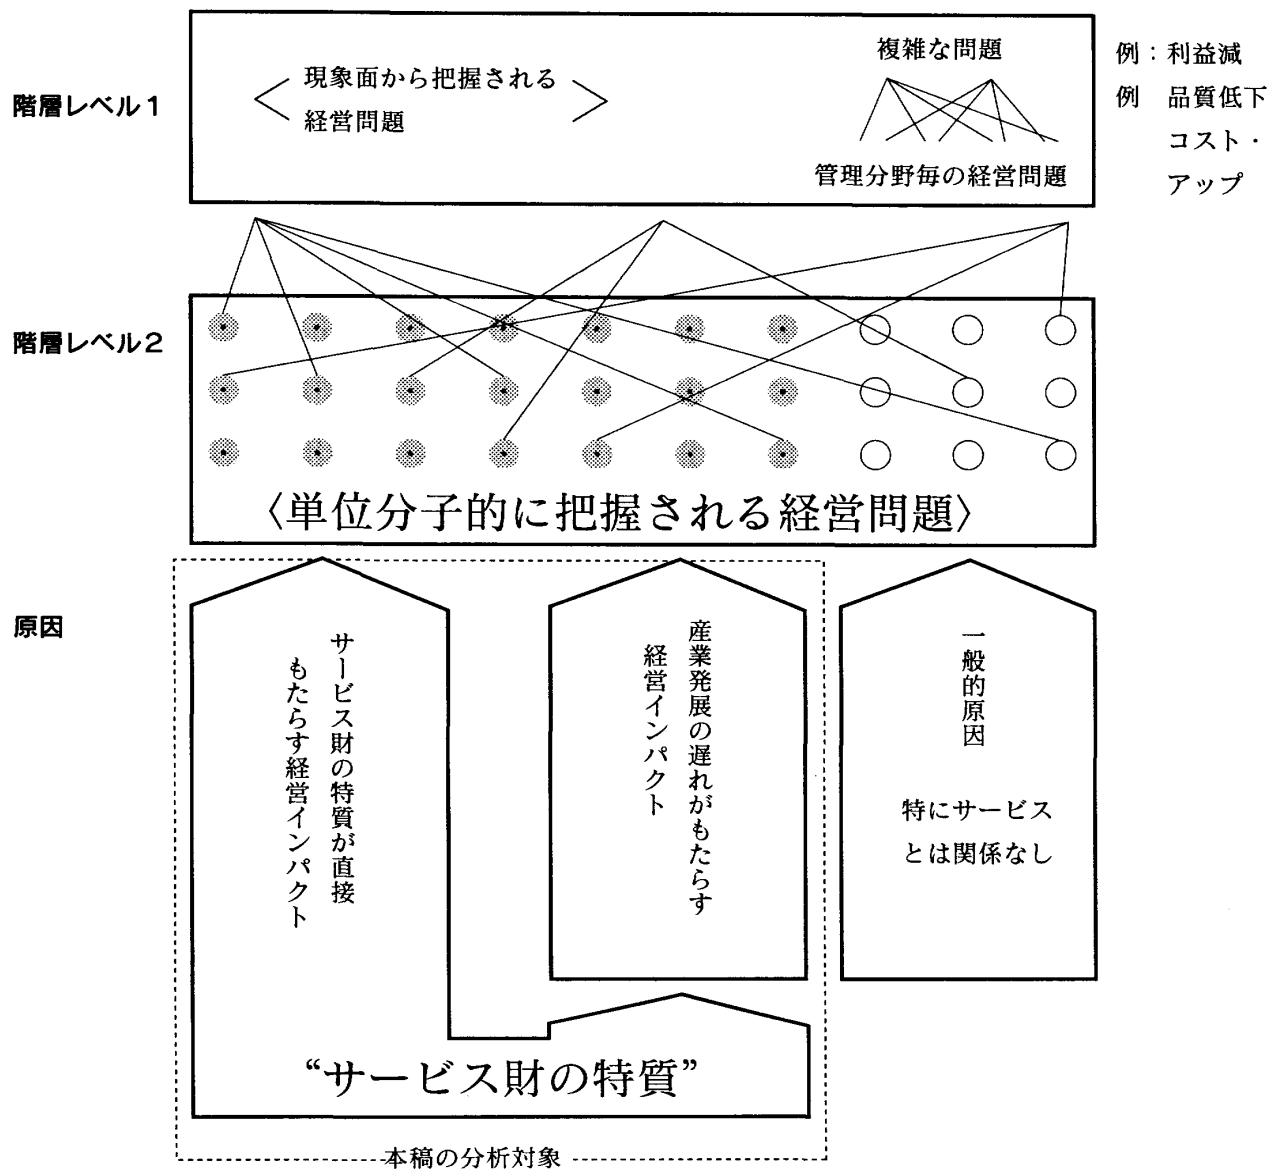 階層レベル1
現象面から把握される
経営問題
複雑な問題
管理分野毎の経営問題
例：利益減
例　品質低下
コスト・
アップ
階層レベル2
〈単位分子的に把握される経営問題〉
原因
サービス財の特質が直接
もたらす経営インパクト
産業発展の遅れがもたらす
経営インパクト
一般的原因
特にサービス
とは関係なし
“サービス財の特質”
本稿の分析対象